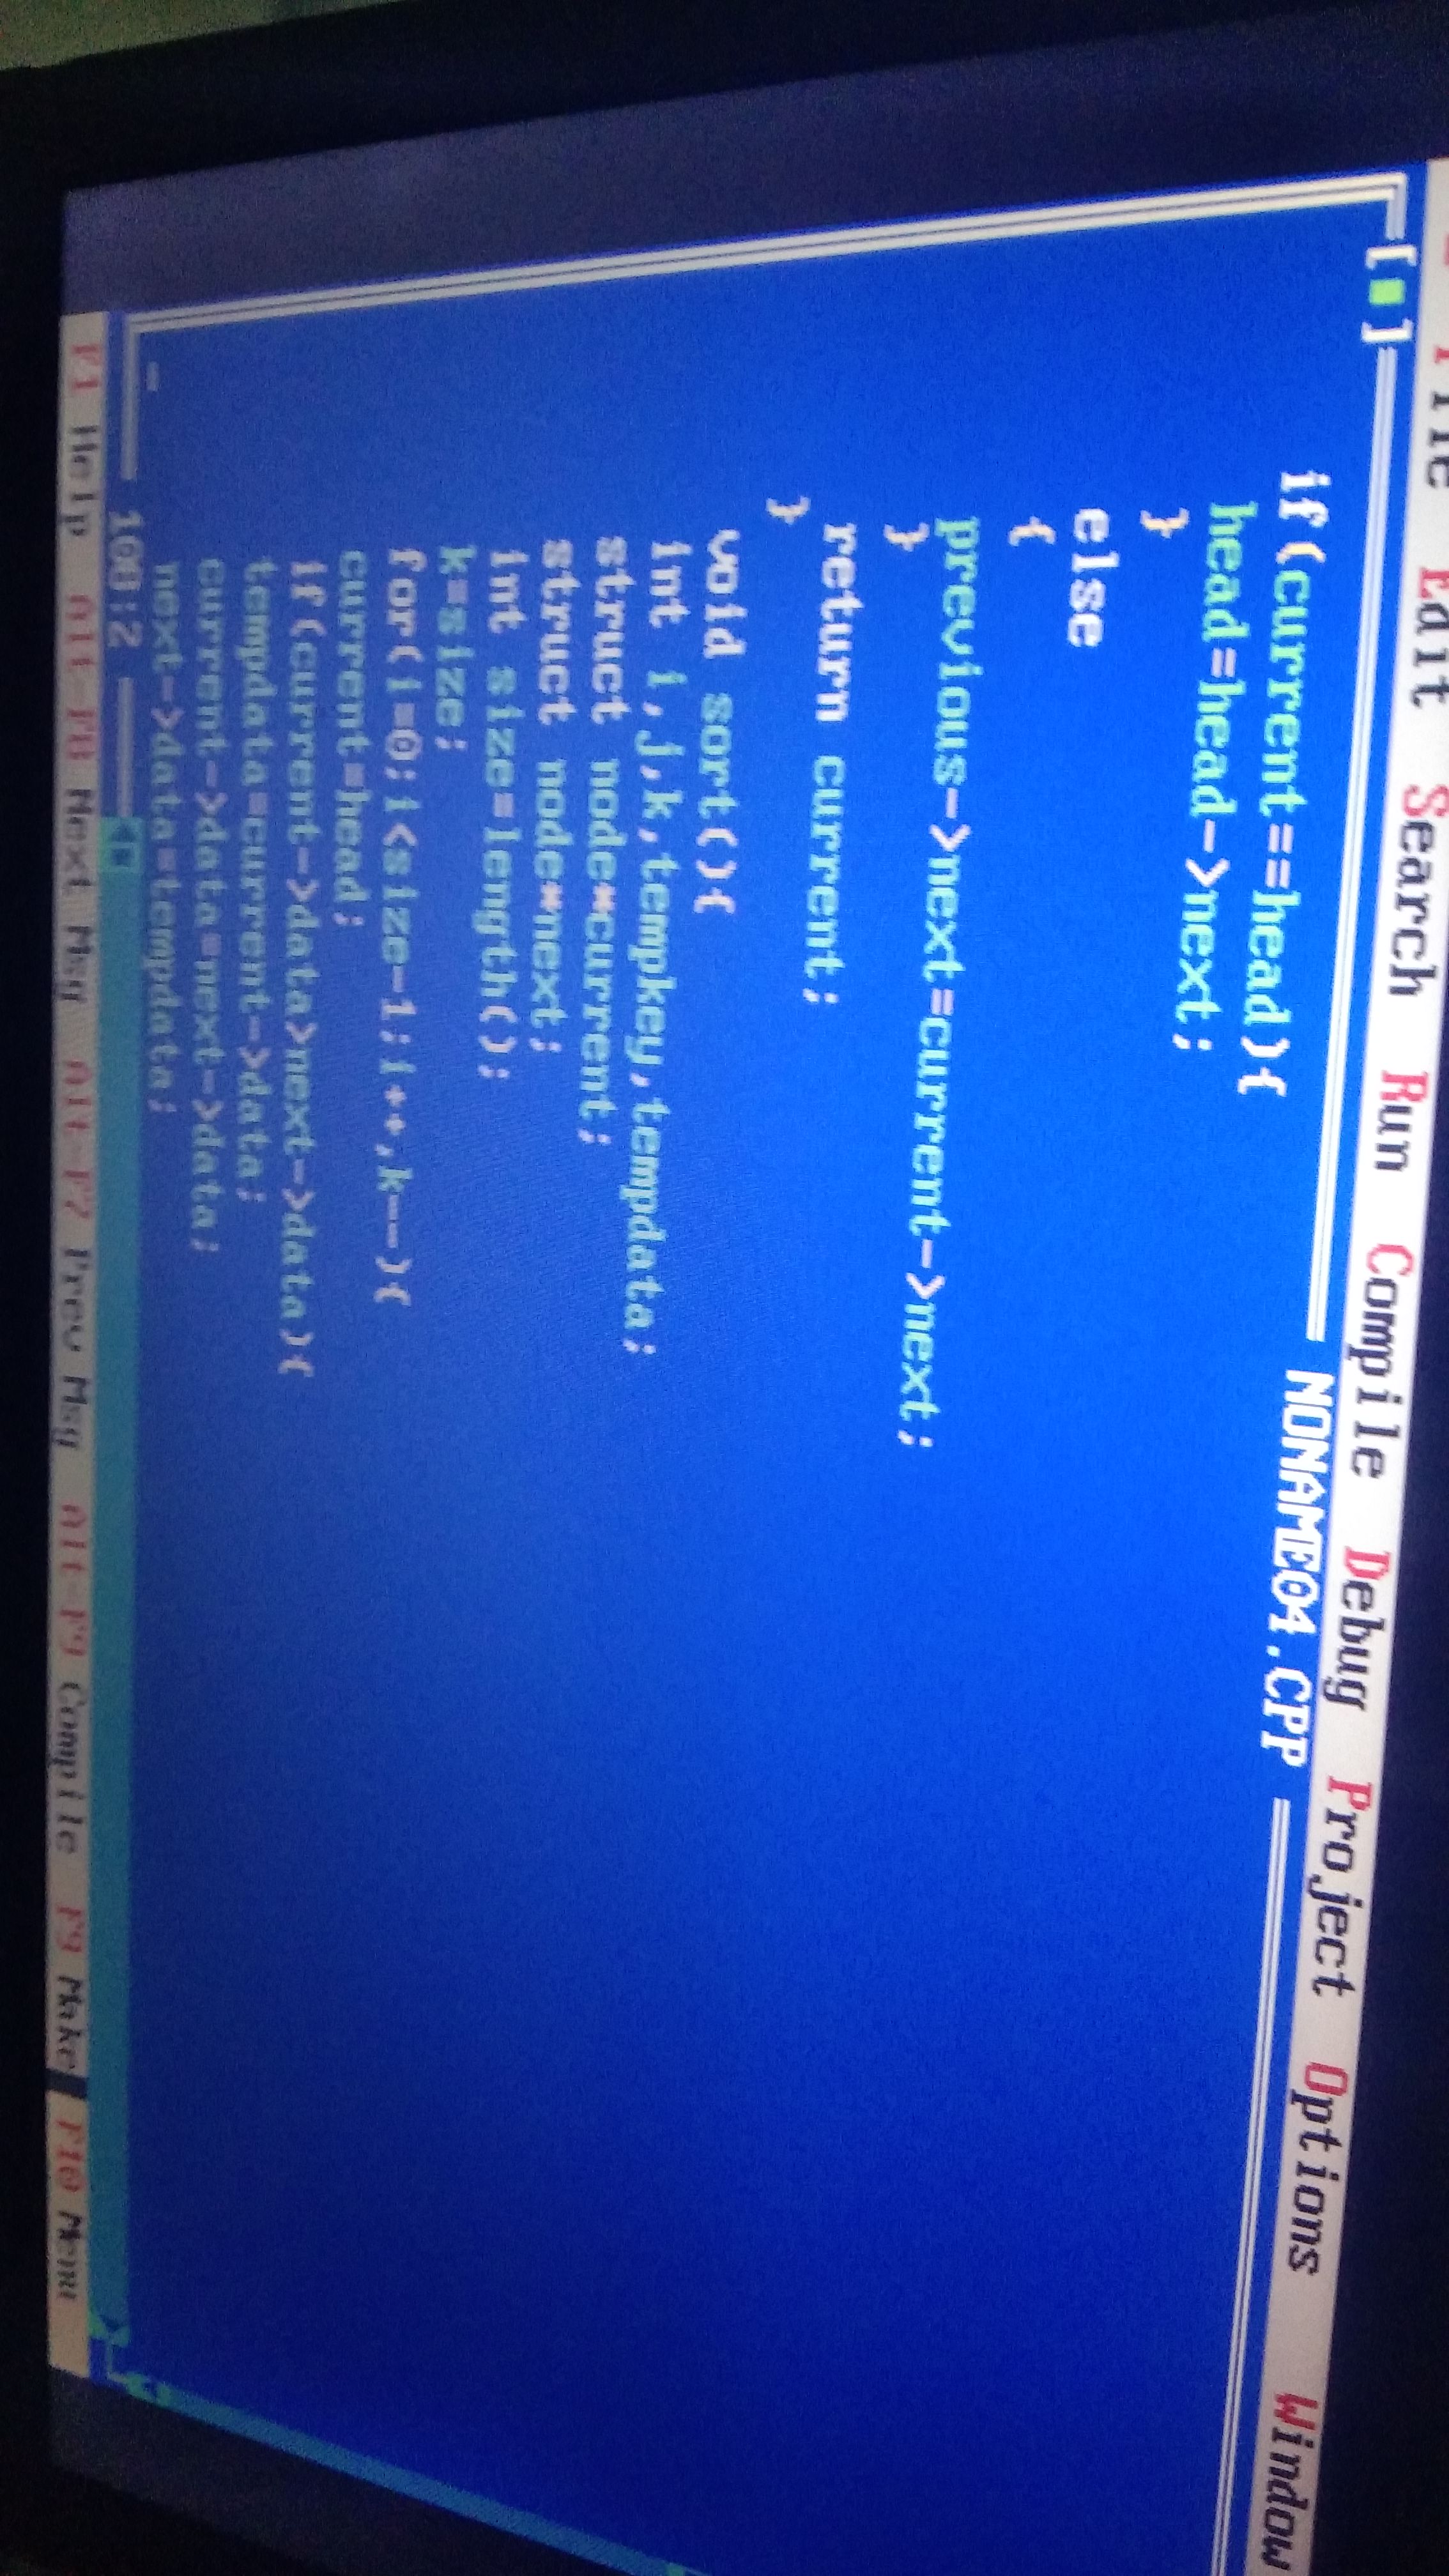 File Edit Search Run Compile Debug Project Options Window
[■] NONAME04.CPP
if(current==head){
head=head->next;
}
else
{
previous->next=current->next;
}
return current;
}
void sort(){
int i,j,k,tempkey,tempdata;
struct node*current;
struct node*next;
int size=length();
k=size;
for(i=0;i<size-1;i++,k--){
current=head;
if(current->data>next->data){
tempdata=current->data;
current->data=next->data;
next->data=tempdata;
108:2
F1 Help Alt-F8 Next Msg Alt-F7 Prev Msg Alt-F9 Compile F9 Make F10 Menu